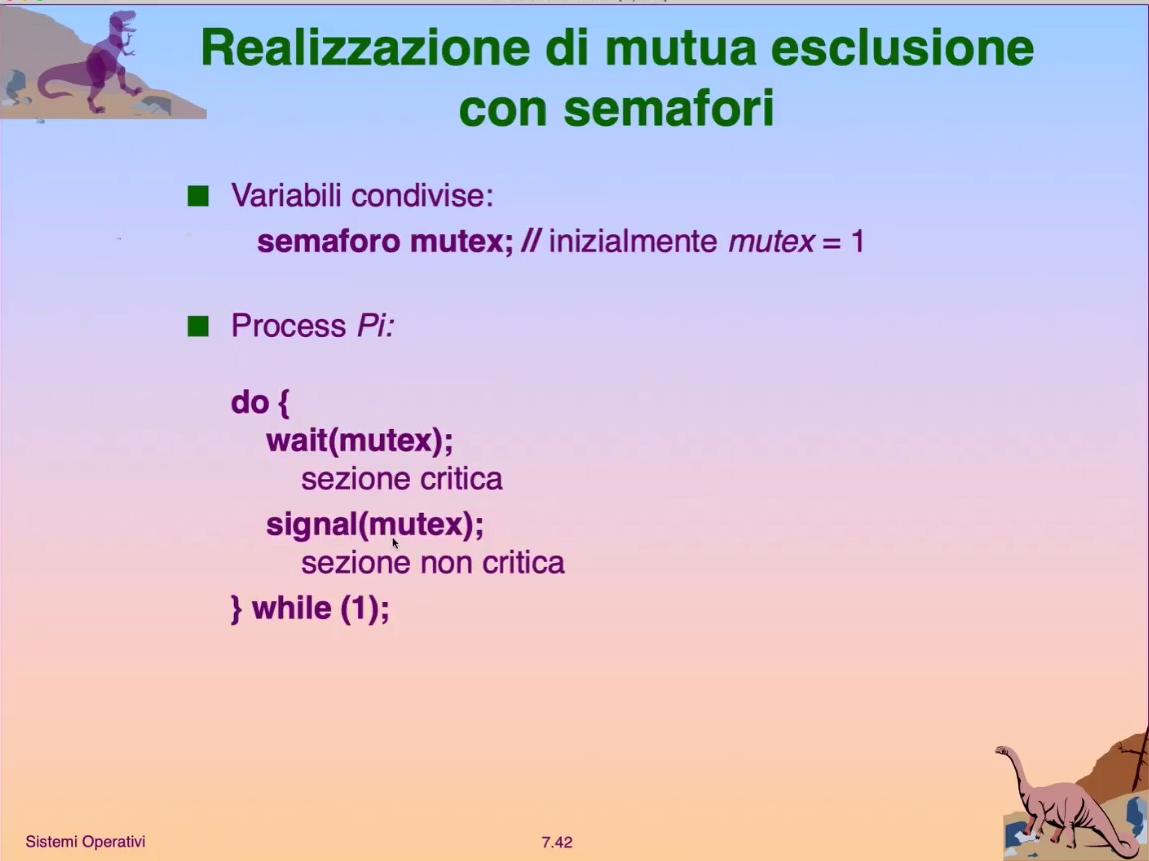 Realizzazione di mutua esclusione
con semafori
Variabili condivise:
semaforo mutex; // inizialmente mutex = 1
Process Pi:
do {
wait(mutex);
sezione critica
signal(mutex);
sezione non critica
} while (1);
Sistemi Operativi
7.42